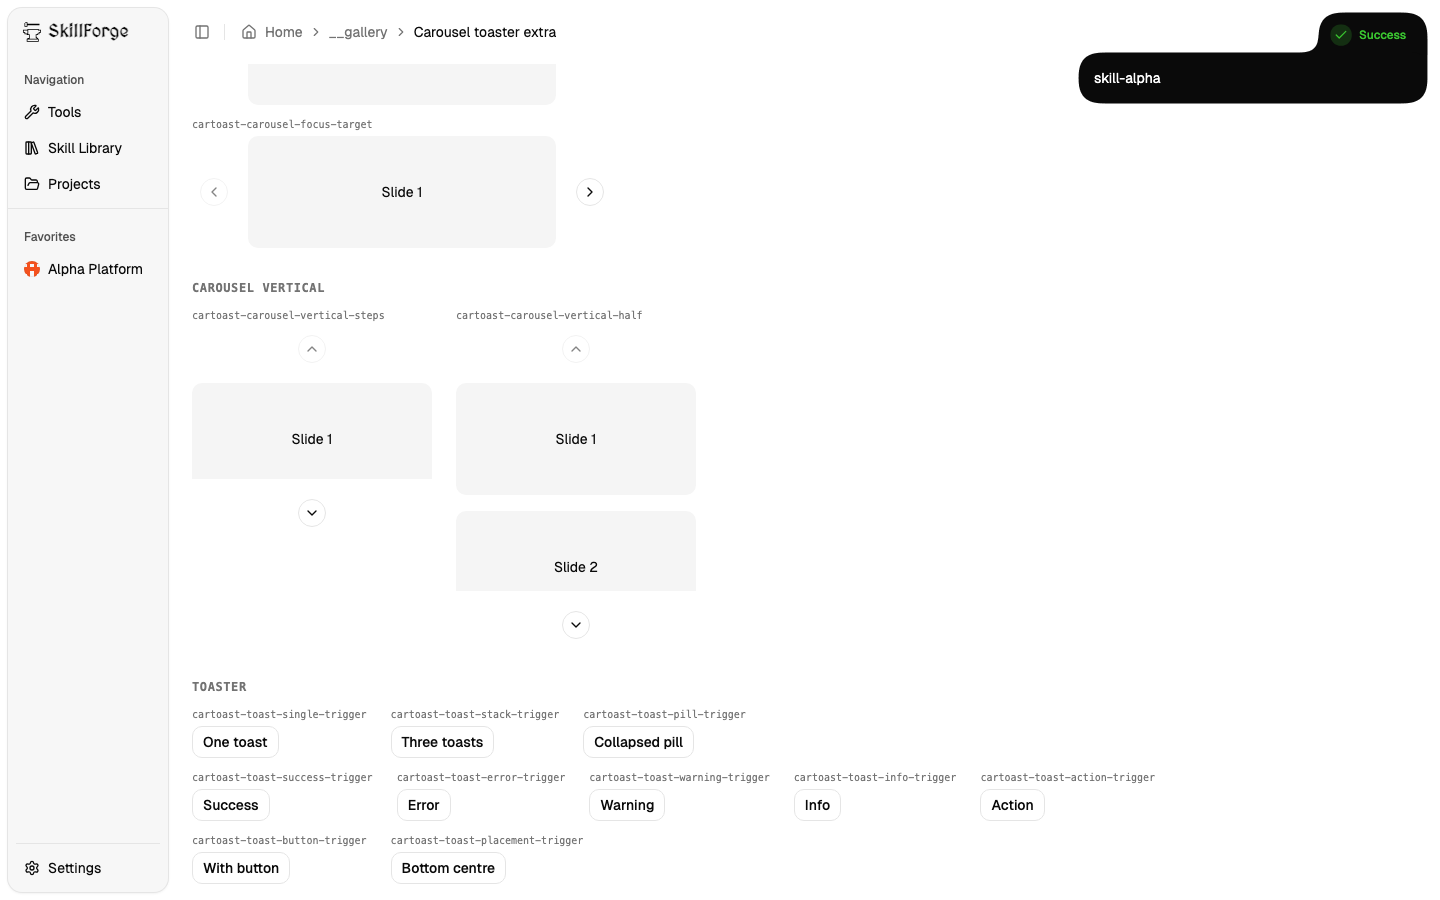 SkillForge
Navigation
Tools
Skill Library
Projects
Favorites
Alpha Platform
Settings
Home
__gallery
Carousel toaster extra
Success
skill-alpha
cartoast-carousel-focus-target
Slide 1
CAROUSEL VERTICAL
cartoast-carousel-vertical-steps
cartoast-carousel-vertical-half
Slide 1
Slide 1
Slide 2
TOASTER
cartoast-toast-single-trigger
cartoast-toast-stack-trigger
cartoast-toast-pill-trigger
One toast
Three toasts
Collapsed pill
cartoast-toast-success-trigger
cartoast-toast-error-trigger
cartoast-toast-warning-trigger
cartoast-toast-info-trigger
cartoast-toast-action-trigger
Success
Error
Warning
Info
Action
cartoast-toast-button-trigger
cartoast-toast-placement-trigger
With button
Bottom centre